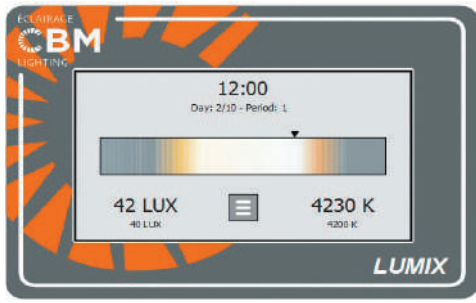 ÉCLAIRAGE
CBM
LIGHTING
12:00
Day: 2/10 - Period: 1
42 LUX
40 LUX
4230 K
4200 K
LUMIX